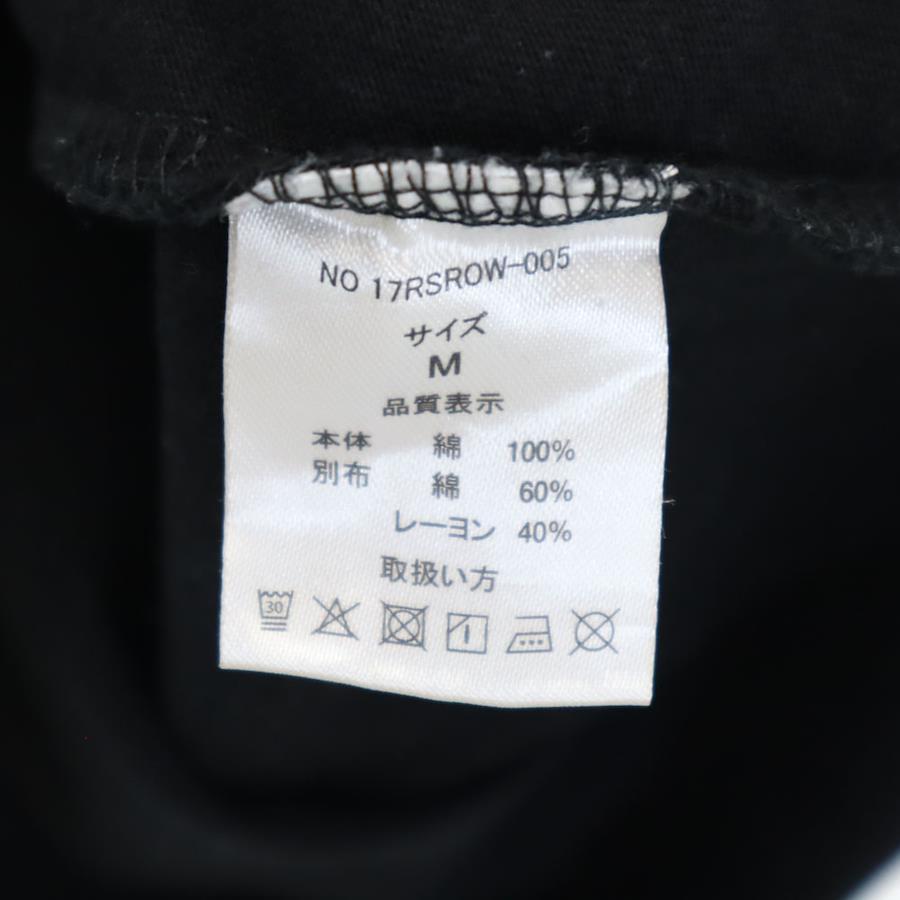 NO 17RSROW-005
サイズ
M
品質表示
本体 綿 100%
別布 綿 60%
レーヨン 40%
取扱い方
30